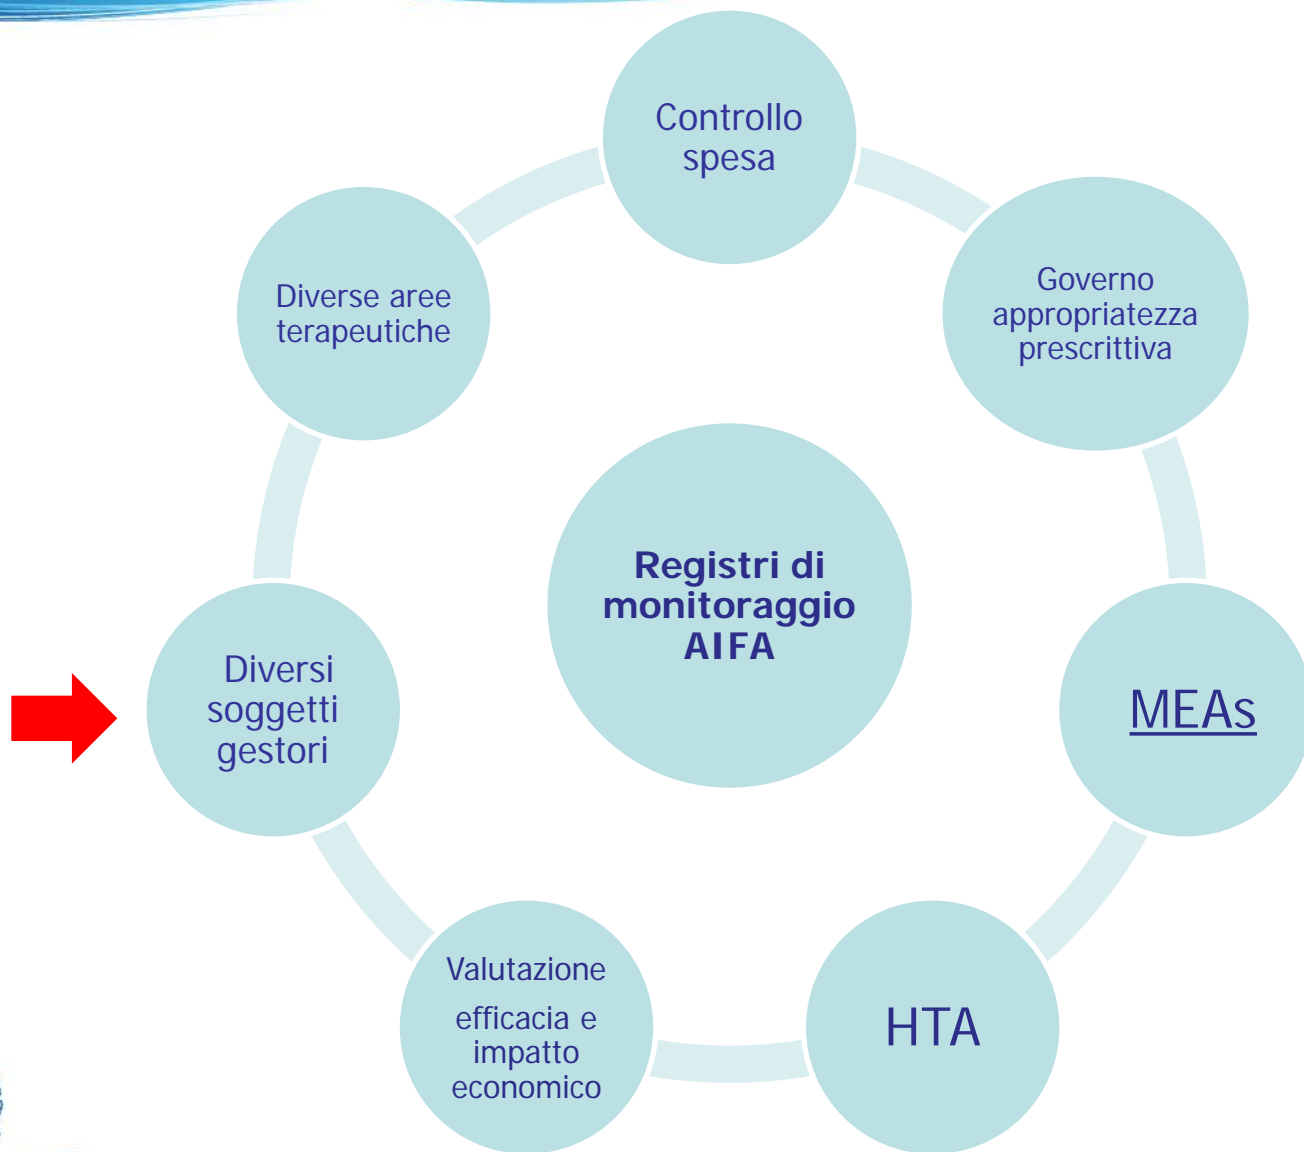 Controllo
spesa
Governo
appropriatezza
prescrittiva
MEAs
HTA
Valutazione
efficacia e
impatto
economico
Diversi
soggetti
gestori
Diverse aree
terapeutiche
Registri di
monitoraggio
AIFA